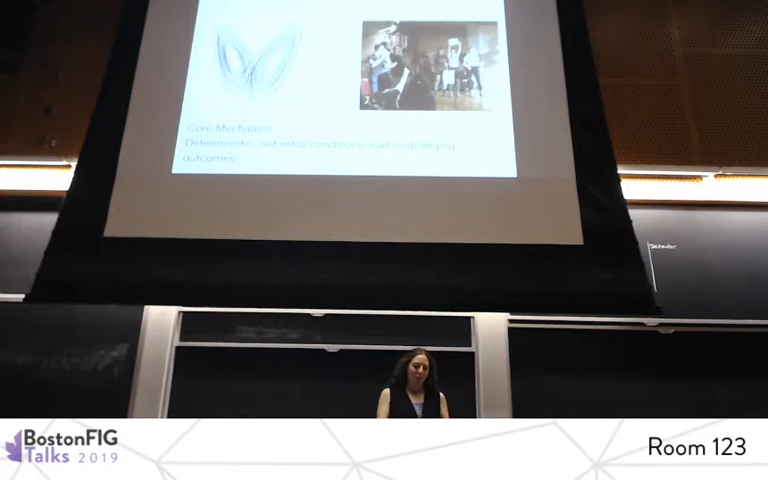 Core Mechanics
Deterministic - set initial conditions lead to diverging
outcomes
BostonFIG
Talks 2019
Room 123